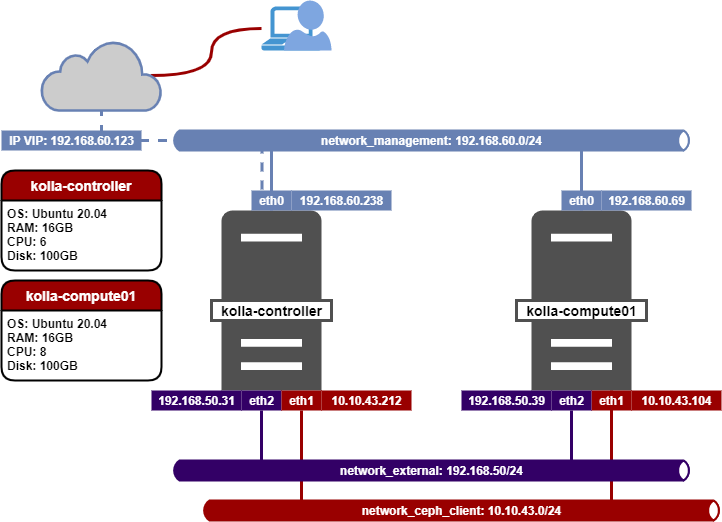 IP VIP: 192.168.60.123
network_management: 192.168.60.0/24
kolla-controller
OS: Ubuntu 20.04
RAM: 16GB
CPU: 6
Disk: 100GB
eth0 192.168.60.238
eth0 192.168.60.69
kolla-compute01
OS: Ubuntu 20.04
RAM: 16GB
CPU: 8
Disk: 100GB
kolla-controller
kolla-compute01
192.168.50.31 eth2 eth1 10.10.43.212
192.168.50.39 eth2 eth1 10.10.43.104
network_external: 192.168.50/24
network_ceph_client: 10.10.43.0/24